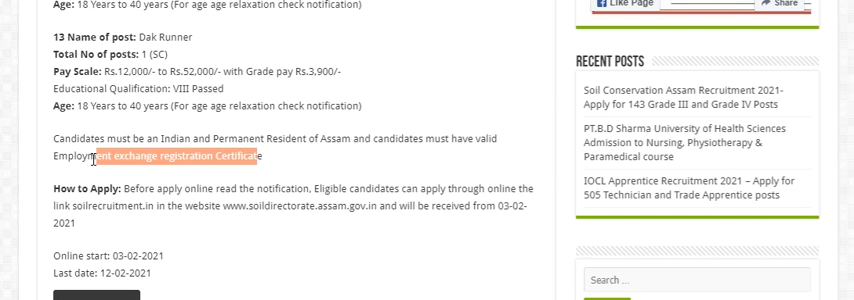 Age: 18 Years to 40 years (For age age relaxation check notification)
13 Name of post: Dak Runner
Total No of posts: 1 (SC)
Pay Scale: Rs.12,000/- to Rs.52,000/- with Grade pay Rs.3,900/-
Educational Qualification: VIII Passed
Age: 18 Years to 40 years (For age age relaxation check notification)
Candidates must be an Indian and Permanent Resident of Assam and candidates must have valid
Employment exchange registration Certificate
How to Apply: Before apply online read the notification, Eligible candidates can apply through online the
link soilrecruitment.in in the website www.soildirectorate.assam.gov.in and will be received from 03-02-
2021
Online start: 03-02-2021
Last date: 12-02-2021
Like Page
Share
RECENT POSTS
Soil Conservation Assam Recruitment 2021-
Apply for 143 Grade III and Grade IV Posts
PT.B.D Sharma University of Health Sciences
Admission to Nursing, Physiotherapy &
Paramedical course
IOCL Apprentice Recruitment 2021 – Apply for
505 Technician and Trade Apprentice posts
Search ...